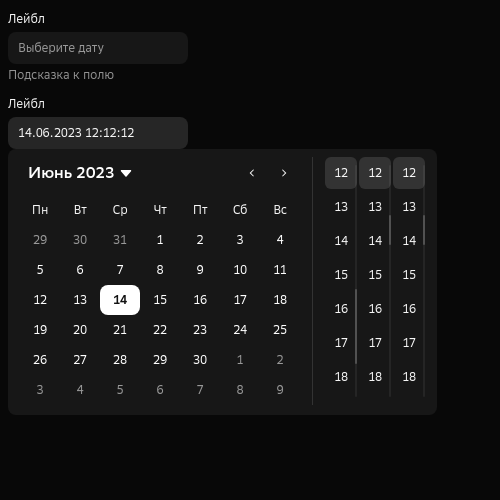 Лейбл
Выберите дату
Подсказка к полю
Лейбл
14.06.2023 12:12:12
Июнь 2023
Пн Вт Ср Чт Пт Сб Вс
29 30 31 1 2 3 4
5 6 7 8 9 10 11
12 13 14 15 16 17 18
19 20 21 22 23 24 25
26 27 28 29 30 1 2
3 4 5 6 7 8 9
12 12 12
13 13 13
14 14 14
15 15 15
16 16 16
17 17 17
18 18 18